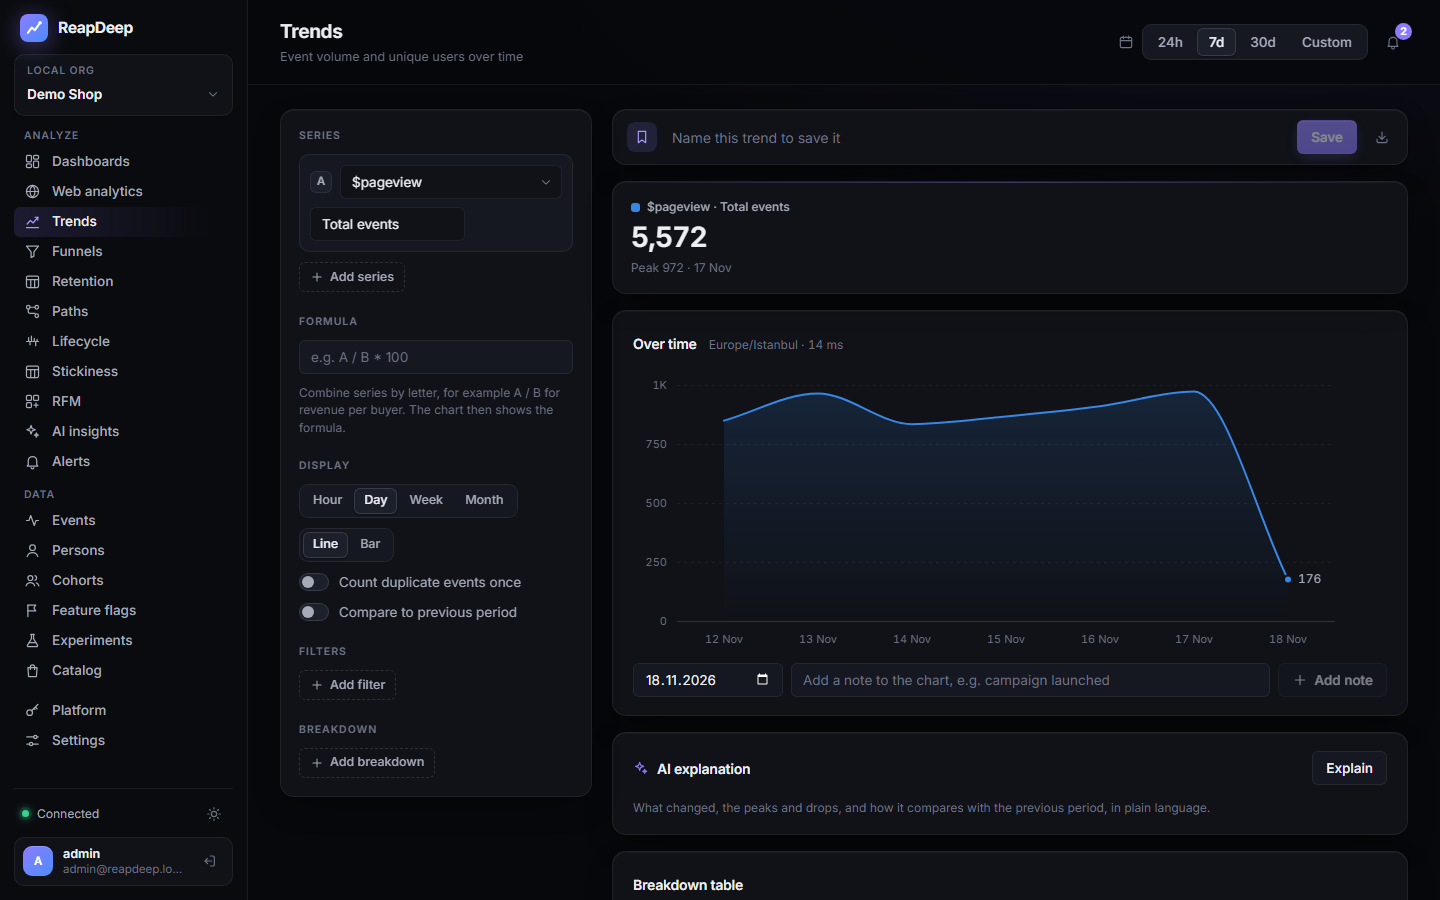 ReapDeep
LOCAL ORG
Demo Shop
ANALYZE
Dashboards
Web analytics
Trends
Funnels
Retention
Paths
Lifecycle
Stickiness
RFM
AI insights
Alerts
DATA
Events
Persons
Cohorts
Feature flags
Experiments
Catalog
Platform
Settings
Connected
A
admin
admin@reapdeep.lo...
Trends
Event volume and unique users over time
24h 7d 30d Custom
2
SERIES
A $pageview
Total events
+ Add series
FORMULA
e.g. A / B * 100
Combine series by letter, for example A / B for
revenue per buyer. The chart then shows the
formula.
DISPLAY
Hour Day Week Month
Line Bar
Count duplicate events once
Compare to previous period
FILTERS
+ Add filter
BREAKDOWN
+ Add breakdown
Name this trend to save it
Save
$pageview · Total events
5,572
Peak 972 · 17 Nov
Over time Europe/Istanbul · 14 ms
1K
750
500
250
0
176
12 Nov 13 Nov 14 Nov 15 Nov 16 Nov 17 Nov 18 Nov
18.11.2026
Add a note to the chart, e.g. campaign launched
+ Add note
AI explanation
Explain
What changed, the peaks and drops, and how it compares with the previous period, in plain language.
Breakdown table